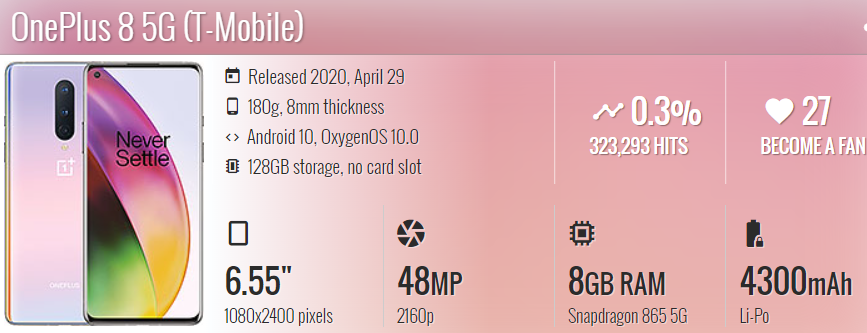 OnePlus 8 5G (T-Mobile)
Never
Settle
1+
ONEPLUS
Released 2020, April 29
180g, 8mm thickness
Android 10, OxygenOS 10.0
128GB storage, no card slot
0.3%
323,293 HITS
27
BECOME A FAN
6.55"
1080x2400 pixels
48MP
2160p
8GB RAM
Snapdragon 865 5G
4300mAh
Li-Po